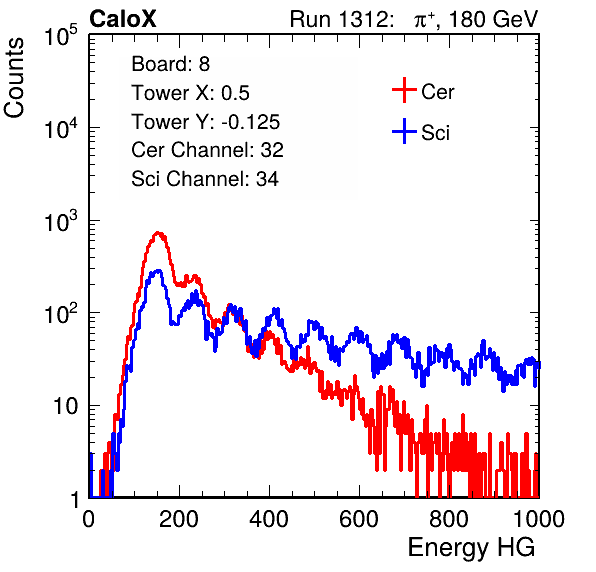 CaloX Run 1312: π⁺, 180 GeV
Counts
10⁵
10⁴
10³
10²
10
1
Board: 8
Tower X: 0.5
Tower Y: -0.125
Cer Channel: 32
Sci Channel: 34
Cer
Sci
0 200 400 600 800 1000
Energy HG